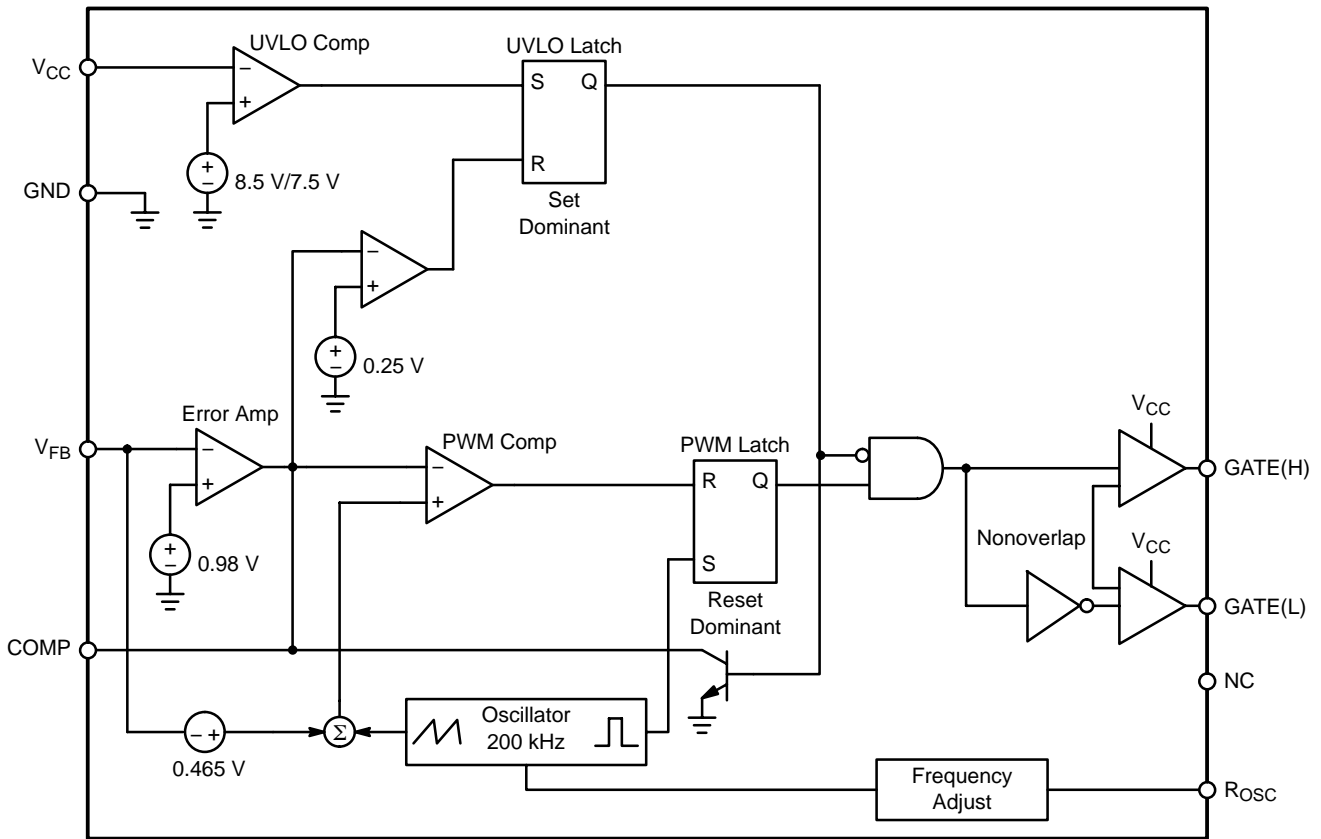 UVLO Comp
UVLO Latch
VCC
−
+
S Q
R
+
−
8.5 V/7.5 V
GND
Set
Dominant
−
+
+
−
0.25 V
Error Amp
VFB
−
+
PWM Comp
−
+
PWM Latch
R Q
S
Reset
Dominant
VCC
GATE(H)
Nonoverlap
VCC
GATE(L)
+
−
0.98 V
COMP
NC
− +
0.465 V
Σ
Oscillator
200 kHz
Frequency
Adjust
ROSC